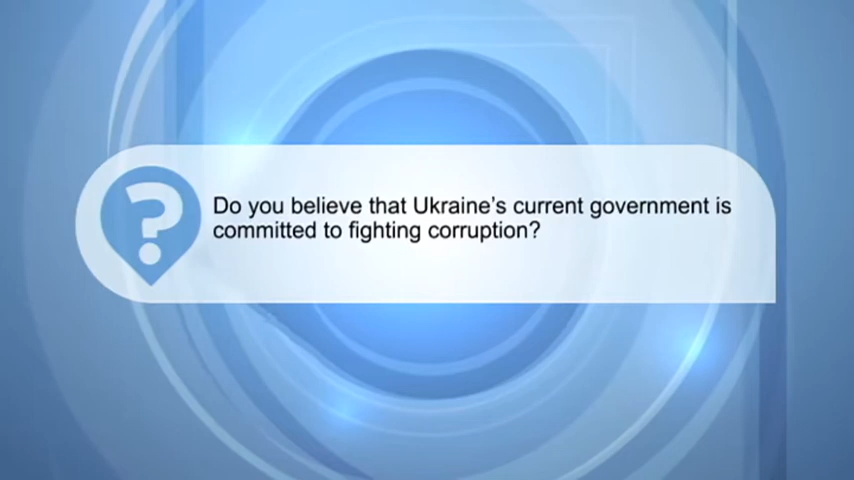 Do you believe that Ukraine’s current government is
committed to fighting corruption?